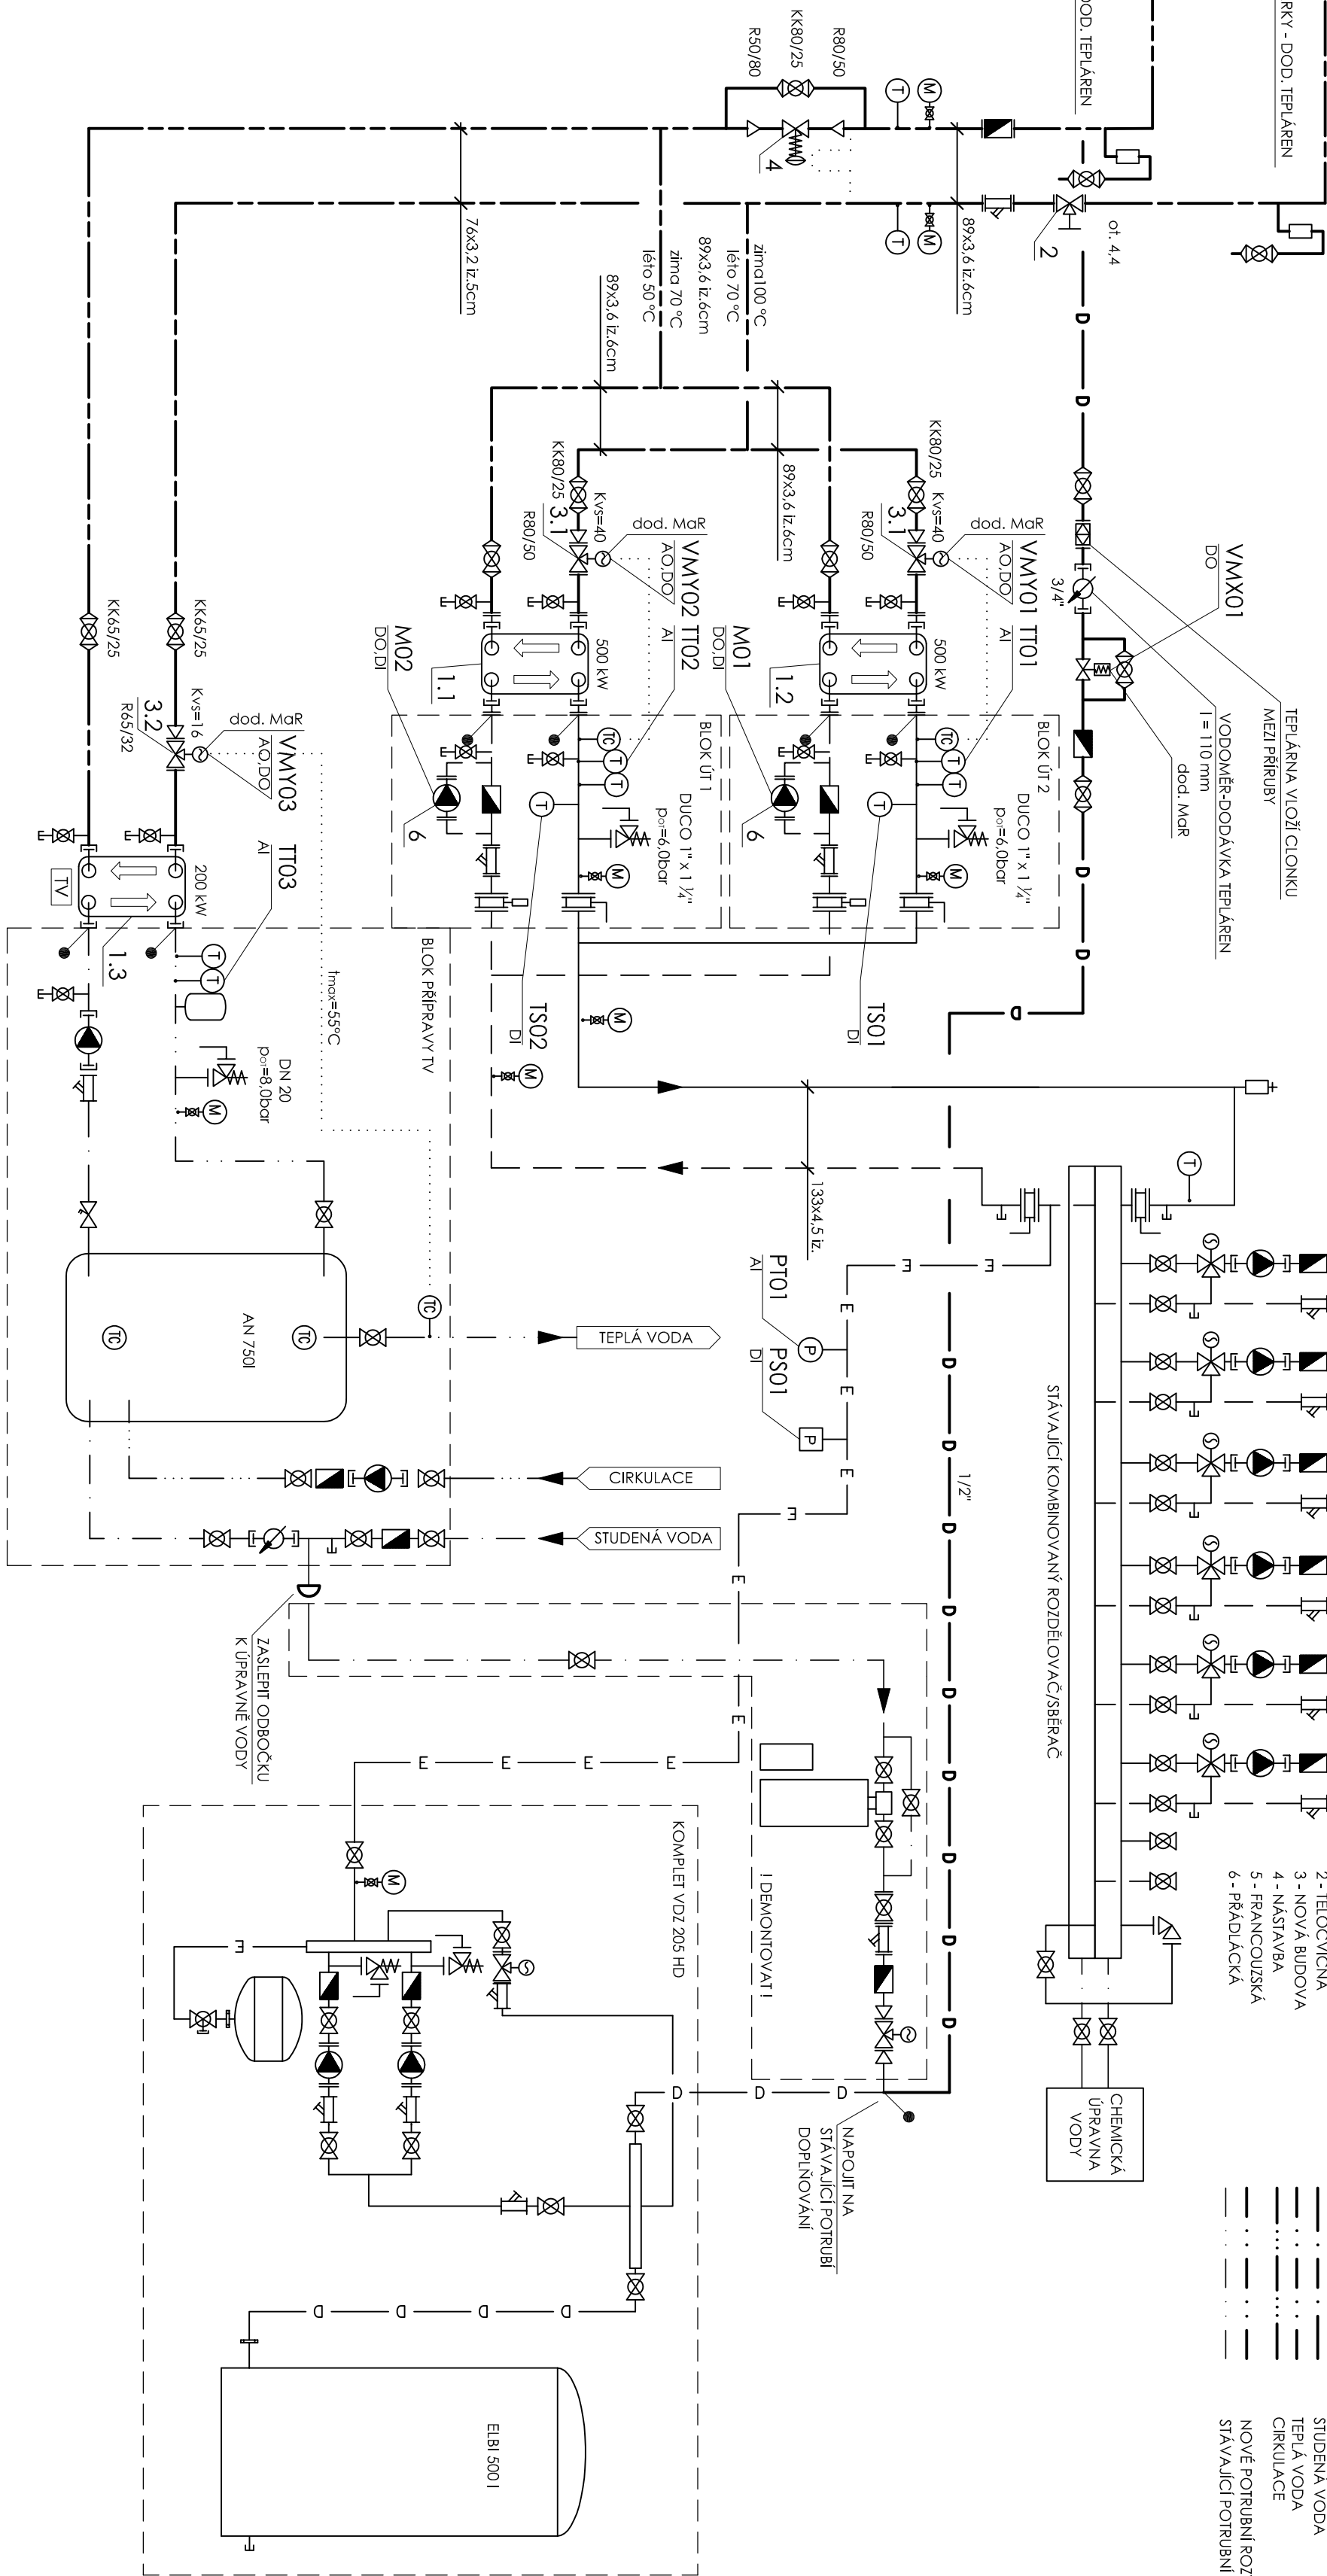 RKY - DOD. TEPLÁREN
DOD. TEPLÁREN
R80/50
KK80/25
R50/80
T
M
4
T
M
2
ot. 4,4
89x3,6 iz.6cm
76x3,2 iz.5cm
zima100 °C
léto 70 °C
89x3,6 iz.6cm
zima 70 °C
léto 50 °C
89x3,6 iz.6cm
89x3,6 iz.6cm
D
D
D
D
D
TEPLÁRNA VLOŽÍ CLONKU
MEZI PŘÍRUBY
VODOMĚR-DODÁVKA TEPLÁREN
l = 110 mm
dod. MaR
VMX01
DO
3/4"
KK80/25
Kvs=40
3.1
R80/50
dod. MaR
VMY01
AO,DO
TT01
AI
M01
DO,DI
500 kW
1.2
BLOK ÚT 2
TC
T
T
T
DUCO 1" x 1 ¼"
pot=6,0bar
6
M
TS01
DI
KK80/25
Kvs=40
3.1
R80/50
dod. MaR
VMY02
AO,DO
TT02
AI
M02
DO,DI
500 kW
1.1
BLOK ÚT 1
TC
T
T
T
DUCO 1" x 1 ¼"
pot=6,0bar
6
M
TS02
DI
M
M
KK65/25
KK65/25
Kvs=16
3.2
R65/32
dod. MaR
VMY03
AO,DO
TT03
AI
200 kW
TV
1.3
BLOK PŘÍPRAVY TV
tmax=55°C
T
T
DN 20
pot=8,0bar
M
133x4,5 iz.
T
AN 750l
TC
TC
TC
TEPLÁ VODA
CIRKULACE
STUDENÁ VODA
PT01
AI
P
PS01
DI
P
E
E
E
E
E
E
E
E
E
E
E
E
E
E
1/2"
D
D
D
D
D
D
D
D
D
STÁVAJÍCÍ KOMBINOVANÝ ROZDĚLOVAČ/SBĚRAČ
2 - TĚLOCVIČNA
3 - NOVÁ BUDOVA
4 - NÁSTAVBA
5 - FRANCOUZSKÁ
6 - PŘÁDLÁCKÁ
CHEMICKÁ
ÚPRAVNA
VODY
ZASLEPIT ODBOČKU
K ÚPRAVNĚ VODY
! DEMONTOVAT !
NAPOJIT NA
STÁVAJÍCÍ POTRUBÍ
DOPLŇOVÁNÍ
KOMPLET VDZ 205 HD
M
D
D
D
D
D
D
D
ELBI 500 l
STUDENÁ VODA
TEPLÁ VODA
CIRKULACE
NOVÉ POTRUBNÍ ROZ
STÁVAJÍCÍ POTRUBNÍ